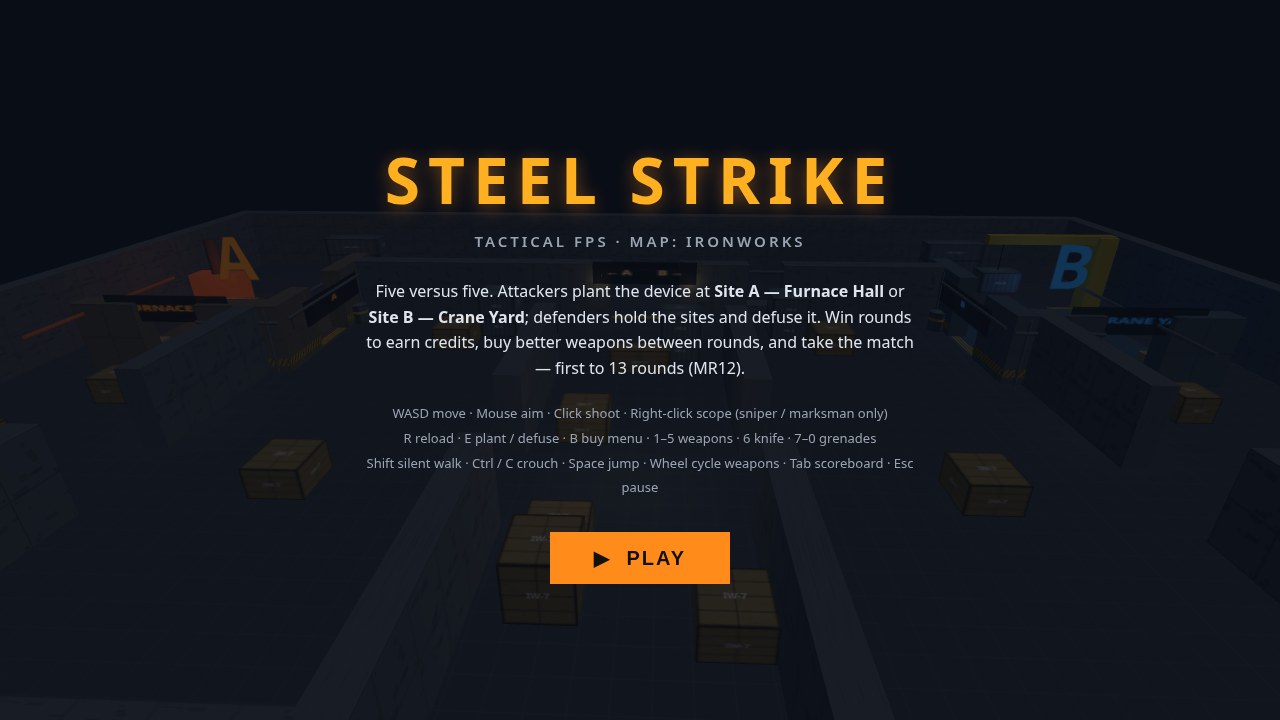 STEEL STRIKE
TACTICAL FPS · MAP: IRONWORKS
A B
A
B
Five versus five. Attackers plant the device at Site A — Furnace Hall or
Site B — Crane Yard; defenders hold the sites and defuse it. Win rounds
to earn credits, buy better weapons between rounds, and take the match
— first to 13 rounds (MR12).
WASD move · Mouse aim · Click shoot · Right-click scope (sniper / marksman only)
R reload · E plant / defuse · B buy menu · 1–5 weapons · 6 knife · 7–0 grenades
Shift silent walk · Ctrl / C crouch · Space jump · Wheel cycle weapons · Tab scoreboard · Esc
pause
▶ PLAY